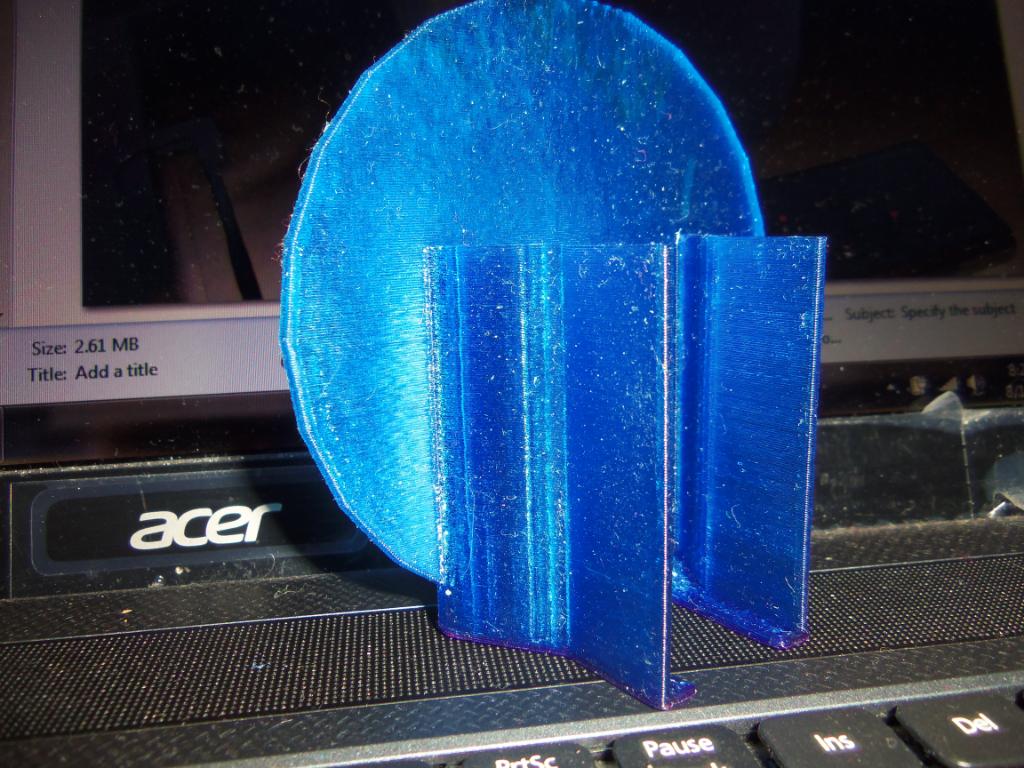 Size: 2.61 MB
Title: Add a title
Subject: Specify the subject
o...
acer
PrtSc
Pause
Ins
Del